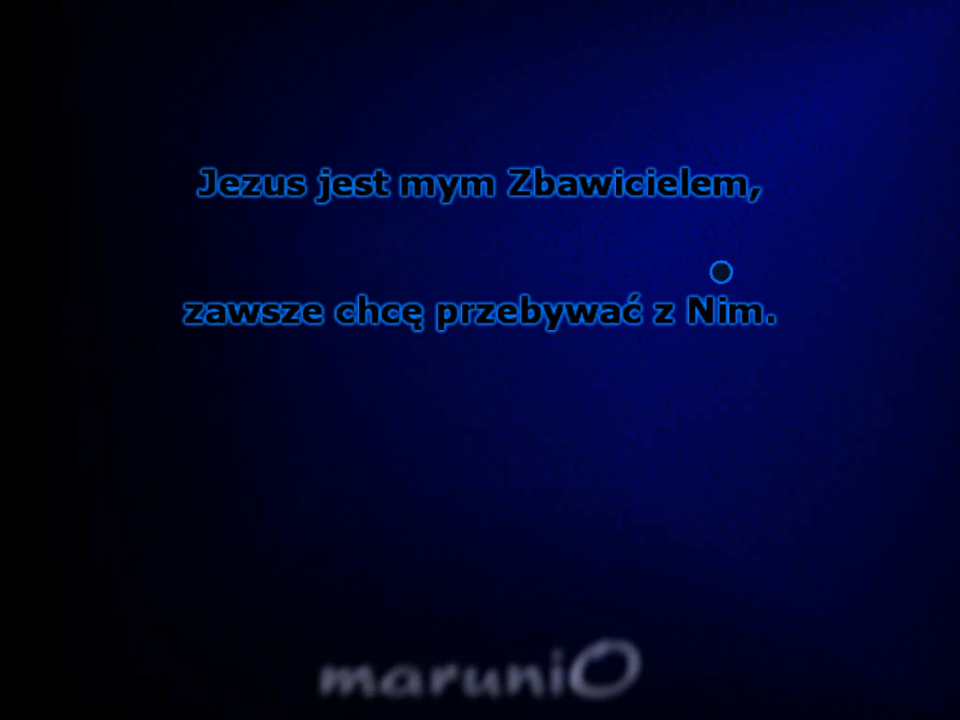 Jezus jest mym Zbawicielem,
zawsze chcę przebywać z Nim.
maruniO